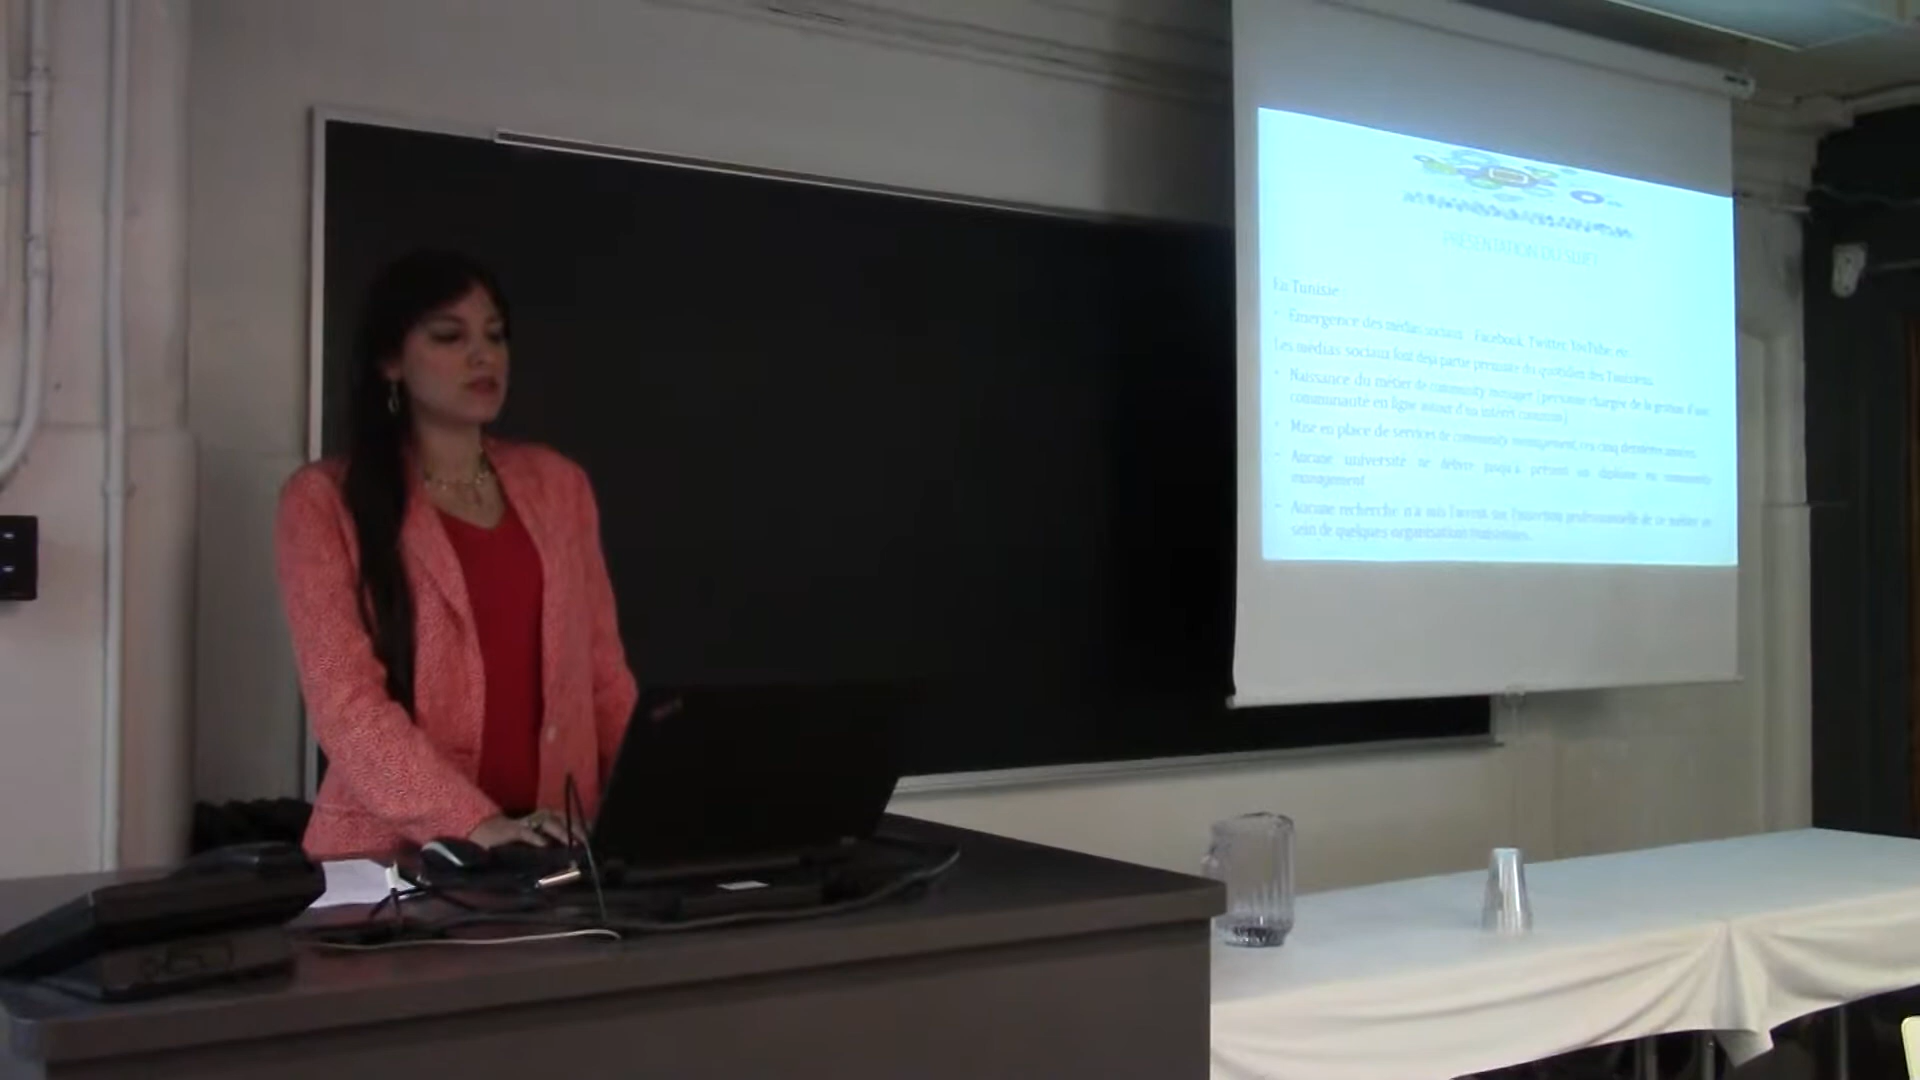 PRESENTATION DU SUJET
En Tunisie
- Emergence des médias sociaux : Facebook, Twitter, YouTube, etc.
Les médias sociaux font déjà partie prenante du quotidien des Tunisiens.
- Naissance du métier de community manager (personne chargée de la gestion d'une
communauté en ligne autour d'un intérêt commun)
- Mise en place de services de community management, ces cinq dernières années.
- Aucune université ne délivre jusqu'à présent un diplôme en community
management
- Aucune recherche n'a mis l'accent sur l'insertion professionnelle de ce métier au
sein de quelques organisations tunisiennes.